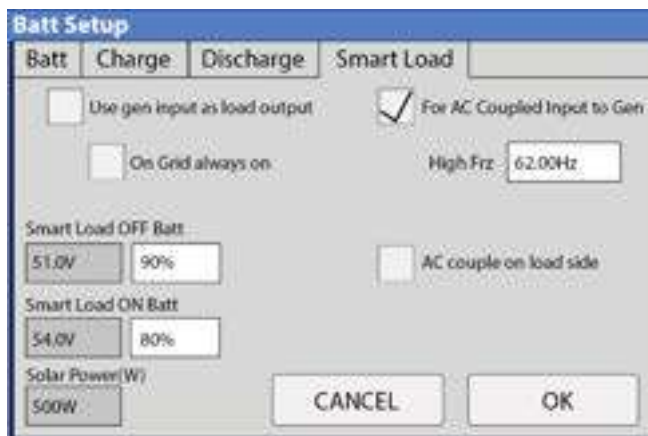 Batt Setup
Batt Charge Discharge Smart Load
Use gen input as load output For AC Coupled Input to Gen
On Grid always on High Frz 62.00Hz
Smart Load OFF Batt
51.0V 90% AC couple on load side
Smart Load ON Batt
54.0V 80%
Solar Power(W)
500W CANCEL OK